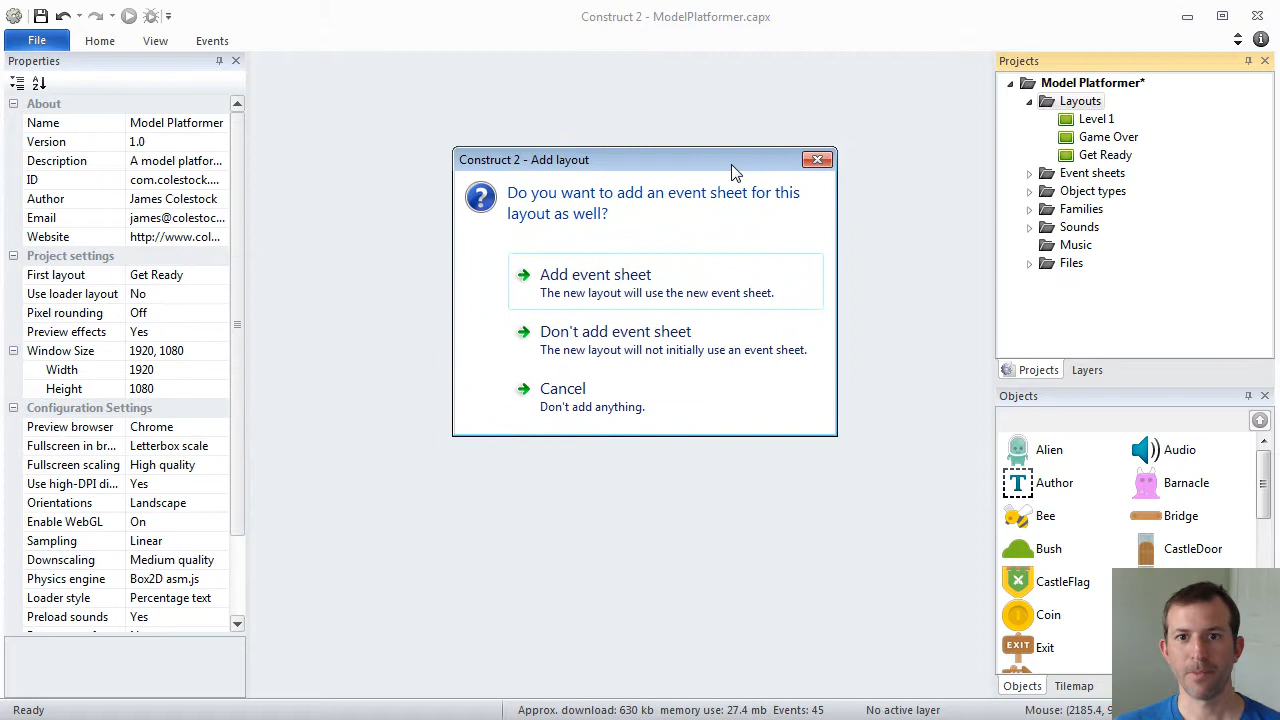 Construct 2 - ModelPlatformer.capx
File
Home
View
Events
Properties
About
Name Model Platformer
Version 1.0
Description A model platfor...
ID com.colestock....
Author James Colestock
Email james@colestoc...
Website http://www.col...
Project settings
First layout Get Ready
Use loader layout No
Pixel rounding Off
Preview effects Yes
Window Size 1920, 1080
Width 1920
Height 1080
Configuration Settings
Preview browser Chrome
Fullscreen in br... Letterbox scale
Fullscreen scaling High quality
Use high-DPI di... Yes
Orientations Landscape
Enable WebGL On
Sampling Linear
Downscaling Medium quality
Physics engine Box2D asm.js
Loader style Percentage text
Preload sounds Yes
Construct 2 - Add layout
Do you want to add an event sheet for this
layout as well?
Add event sheet
The new layout will use the new event sheet.
Don't add event sheet
The new layout will not initially use an event sheet.
Cancel
Don't add anything.
Projects
Model Platformer*
Layouts
Level 1
Game Over
Get Ready
Event sheets
Object types
Families
Sounds
Music
Files
Projects
Layers
Objects
Alien
Audio
Author
Barnacle
Bee
Bridge
Bush
CastleDoor
CastleFlag
Coin
EXIT
Exit
Objects
Tilemap
Ready
Approx. download: 630 kb
memory use: 27.4 mb
Events: 45
No active layer
Mouse: (2185.4, 9